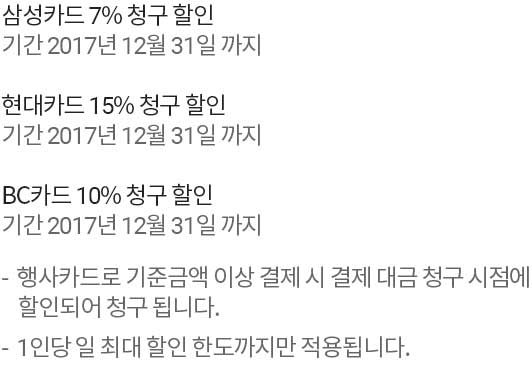 삼성카드 7% 청구 할인
기간 2017년 12월 31일 까지
현대카드 15% 청구 할인
기간 2017년 12월 31일 까지
BC카드 10% 청구 할인
기간 2017년 12월 31일 까지
- 행사카드로 기준금액 이상 결제 시 결제 대금 청구 시점에
할인되어 청구 됩니다.
- 1인당 일 최대 할인 한도까지만 적용됩니다.